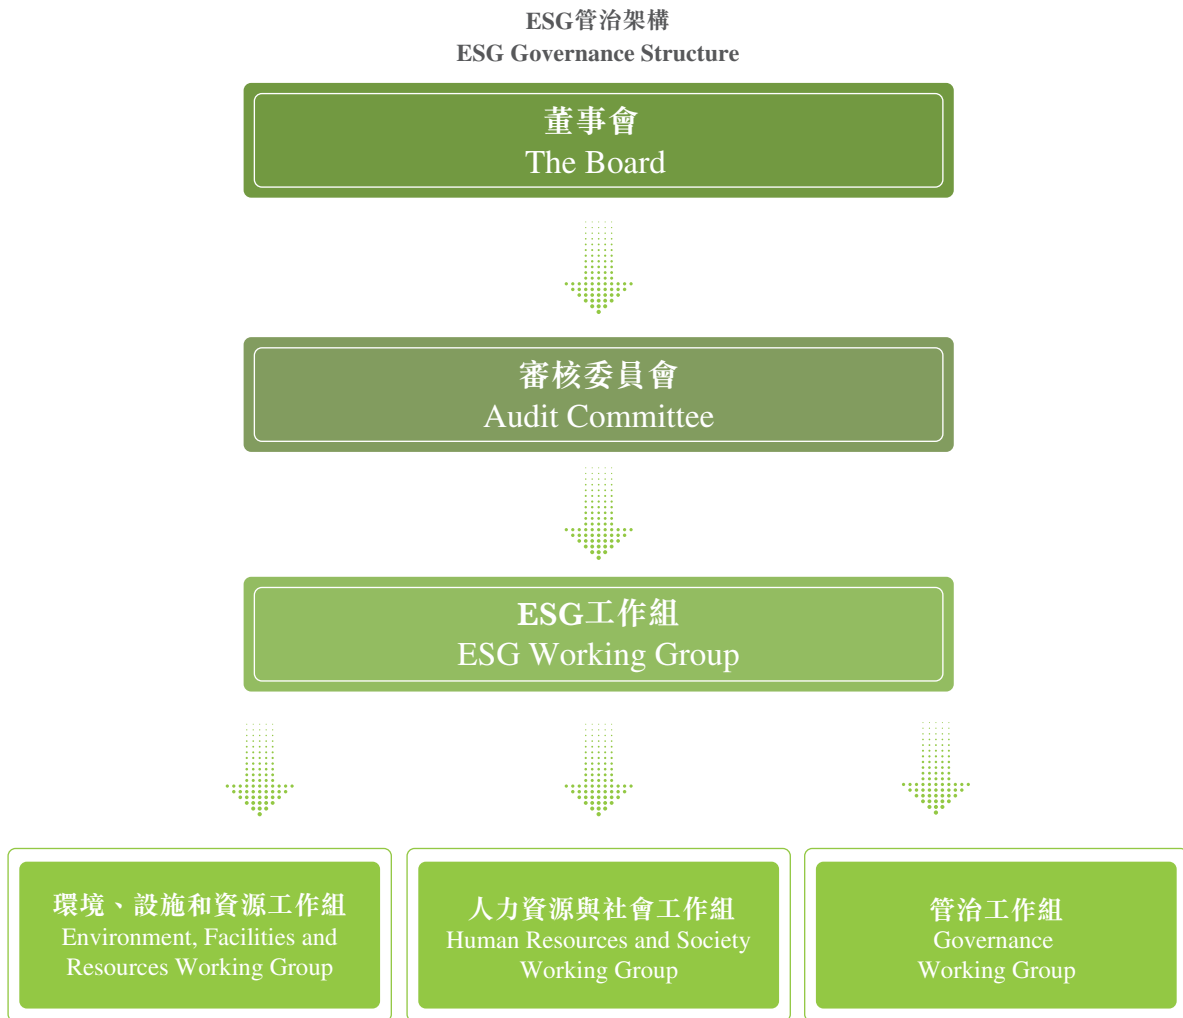 ESG管治架構
ESG Governance Structure
董事會
The Board
審核委員會
Audit Committee
ESG工作組
ESG Working Group
環境、設施和資源工作組
Environment, Facilities and
Resources Working Group
人力資源與社會工作組
Human Resources and Society
Working Group
管治工作組
Governance
Working Group